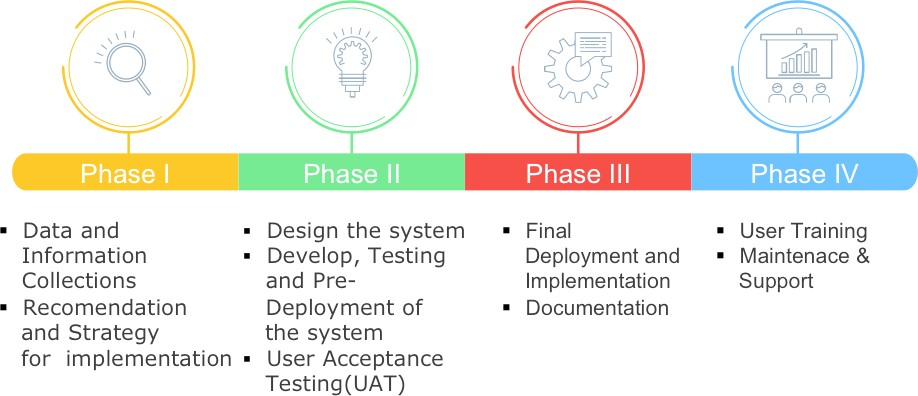 Phase I
Phase II
Phase III
Phase IV
▪ Data and
Information
Collections
▪ Recomendation
and Strategy
for implementation
▪ Design the system
▪ Develop, Testing
and Pre-
Deployment of
the system
▪ User Acceptance
Testing(UAT)
▪ Final
Deployment and
Implementation
▪ Documentation
▪ User Training
▪ Maintenace &
Support